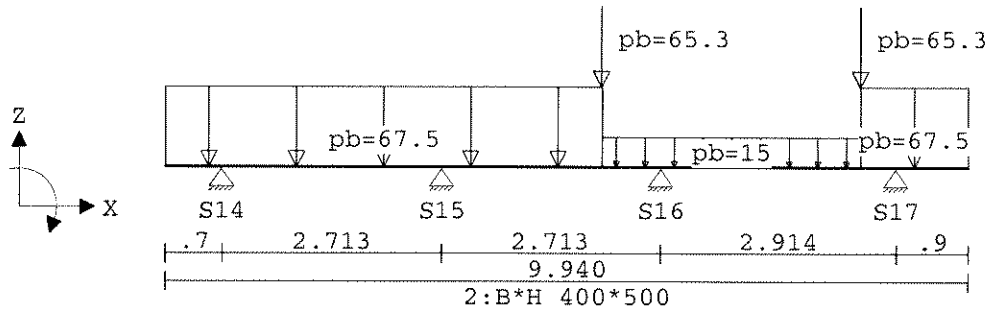 pb=65.3 pb=65.3
Z
pb=67.5 pb=15 pb=67.5
X
S14 S15 S16 S17
.7 2.713 2.713 2.914 .9
9.940
2:B*H 400*500